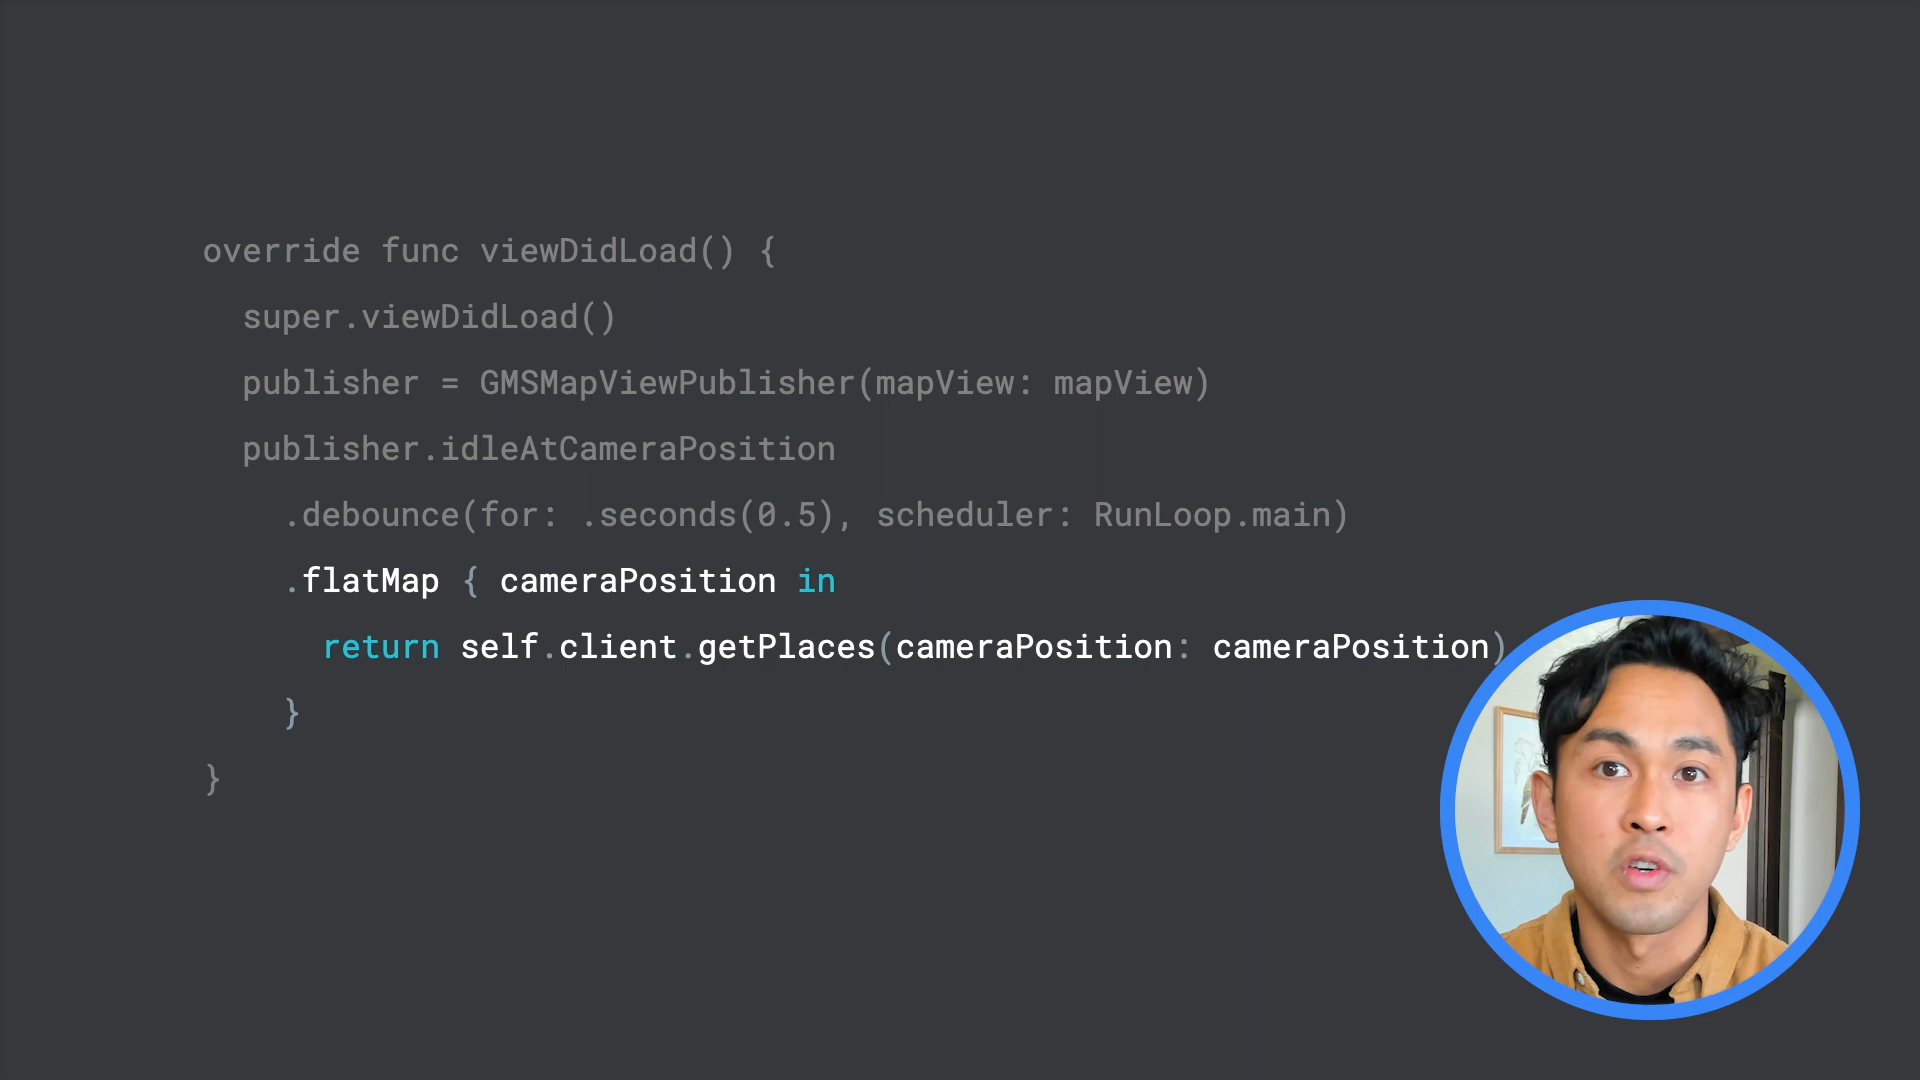 override func viewDidLoad() {
super.viewDidLoad()
publisher = GMSMapViewPublisher(mapView: mapView)
publisher.idleAtCameraPosition
.debounce(for: .seconds(0.5), scheduler: RunLoop.main)
.flatMap { cameraPosition in
return self.client.getPlaces(cameraPosition: cameraPosition)
}
}